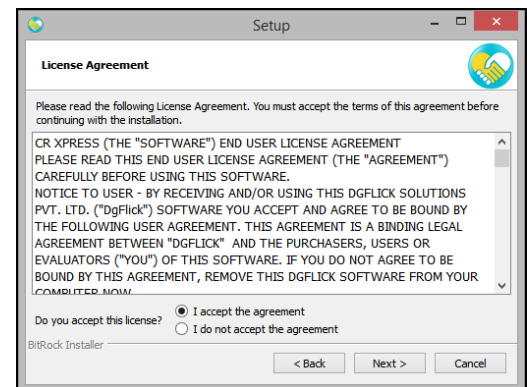 Setup
License Agreement
Please read the following License Agreement. You must accept the terms of this agreement before
continuing with the installation.
CR XPRESS (THE "SOFTWARE") END USER LICENSE AGREEMENT
PLEASE READ THIS END USER LICENSE AGREEMENT (THE "AGREEMENT")
CAREFULLY BEFORE USING THIS SOFTWARE.
NOTICE TO USER - BY RECEIVING AND/OR USING THIS DGFLICK SOLUTIONS
PVT. LTD. ("DgFlick") SOFTWARE YOU ACCEPT AND AGREE TO BE BOUND BY
THE FOLLOWING USER AGREEMENT. THIS AGREEMENT IS A BINDING LEGAL
AGREEMENT BETWEEN "DGFLICK" AND THE PURCHASERS, USERS OR
EVALUATORS ("YOU") OF THIS SOFTWARE. IF YOU DO NOT AGREE TO BE
BOUND BY THIS AGREEMENT, REMOVE THIS DGFLICK SOFTWARE FROM YOUR
COMPUTER NOW
Do you accept this license?
I accept the agreement
I do not accept the agreement
BitRock Installer
< Back Next > Cancel